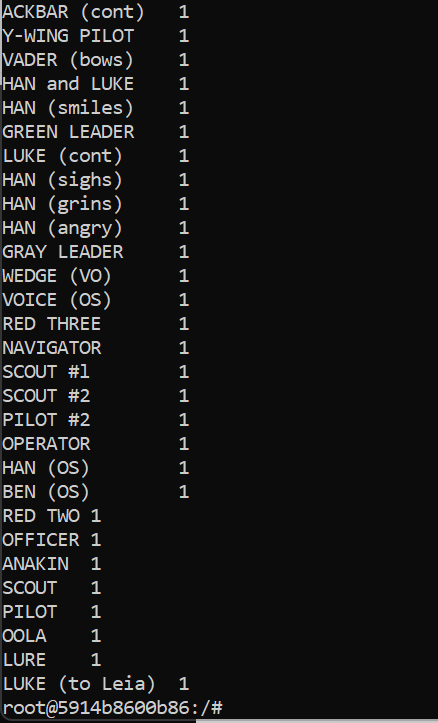 ACKBAR (cont) 1
Y-WING PILOT 1
VADER (bows) 1
HAN and LUKE 1
HAN (smiles) 1
GREEN LEADER 1
LUKE (cont) 1
HAN (sighs) 1
HAN (grins) 1
HAN (angry) 1
GRAY LEADER 1
WEDGE (VO) 1
VOICE (OS) 1
RED THREE 1
NAVIGATOR 1
SCOUT #1 1
SCOUT #2 1
PILOT #2 1
OPERATOR 1
HAN (OS) 1
BEN (OS) 1
RED TWO 1
OFFICER 1
ANAKIN 1
SCOUT 1
PILOT 1
OOLA 1
LURE 1
LUKE (to Leia) 1
root@5914b8600b86:/#